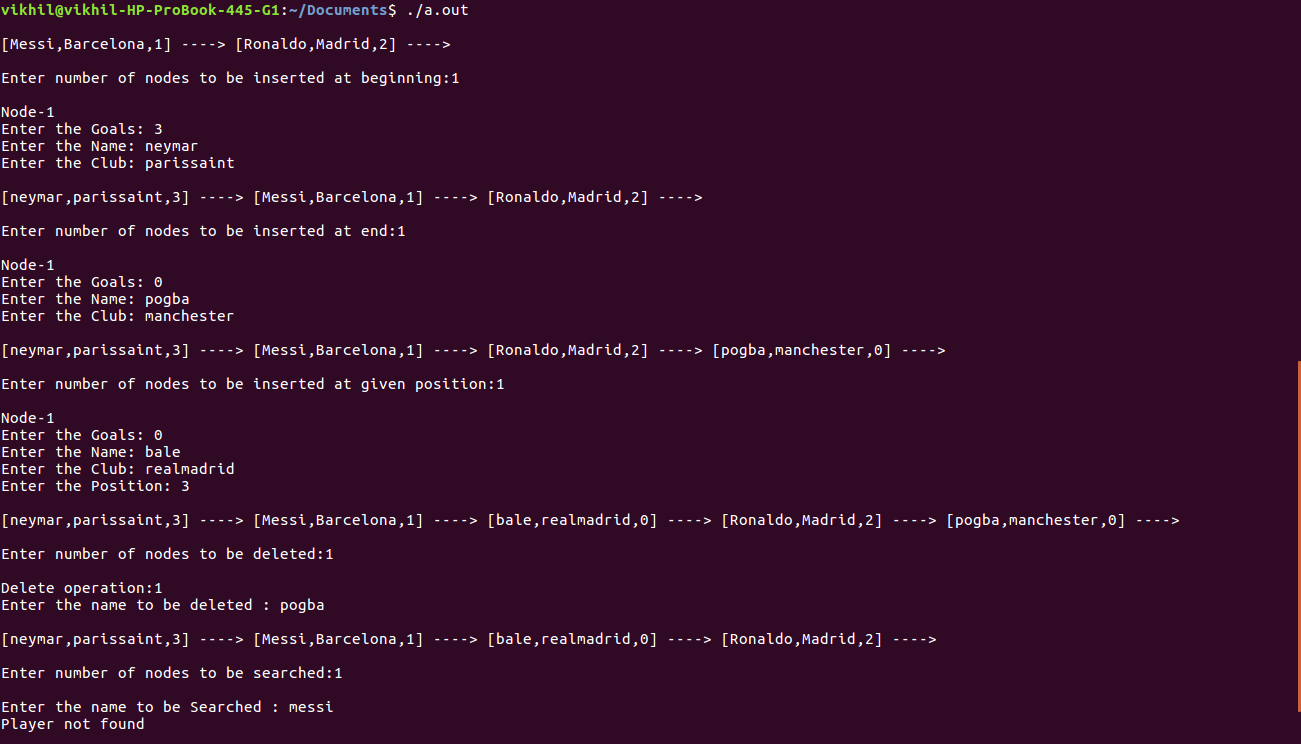 vikhil@vikhil-HP-ProBook-445-G1:~/Documents$ ./a.out
[Messi,Barcelona,1] ----> [Ronaldo,Madrid,2] ---->
Enter number of nodes to be inserted at beginning:1
Node-1
Enter the Goals: 3
Enter the Name: neymar
Enter the Club: parissaint
[neymar,parissaint,3] ----> [Messi,Barcelona,1] ----> [Ronaldo,Madrid,2] ---->
Enter number of nodes to be inserted at end:1
Node-1
Enter the Goals: 0
Enter the Name: pogba
Enter the Club: manchester
[neymar,parissaint,3] ----> [Messi,Barcelona,1] ----> [Ronaldo,Madrid,2] ----> [pogba,manchester,0] ---->
Enter number of nodes to be inserted at given position:1
Node-1
Enter the Goals: 0
Enter the Name: bale
Enter the Club: realmadrid
Enter the Position: 3
[neymar,parissaint,3] ----> [Messi,Barcelona,1] ----> [bale,realmadrid,0] ----> [Ronaldo,Madrid,2] ----> [pogba,manchester,0] ---->
Enter number of nodes to be deleted:1
Delete operation:1
Enter the name to be deleted : pogba
[neymar,parissaint,3] ----> [Messi,Barcelona,1] ----> [bale,realmadrid,0] ----> [Ronaldo,Madrid,2] ---->
Enter number of nodes to be searched:1
Enter the name to be Searched : messi
Player not found